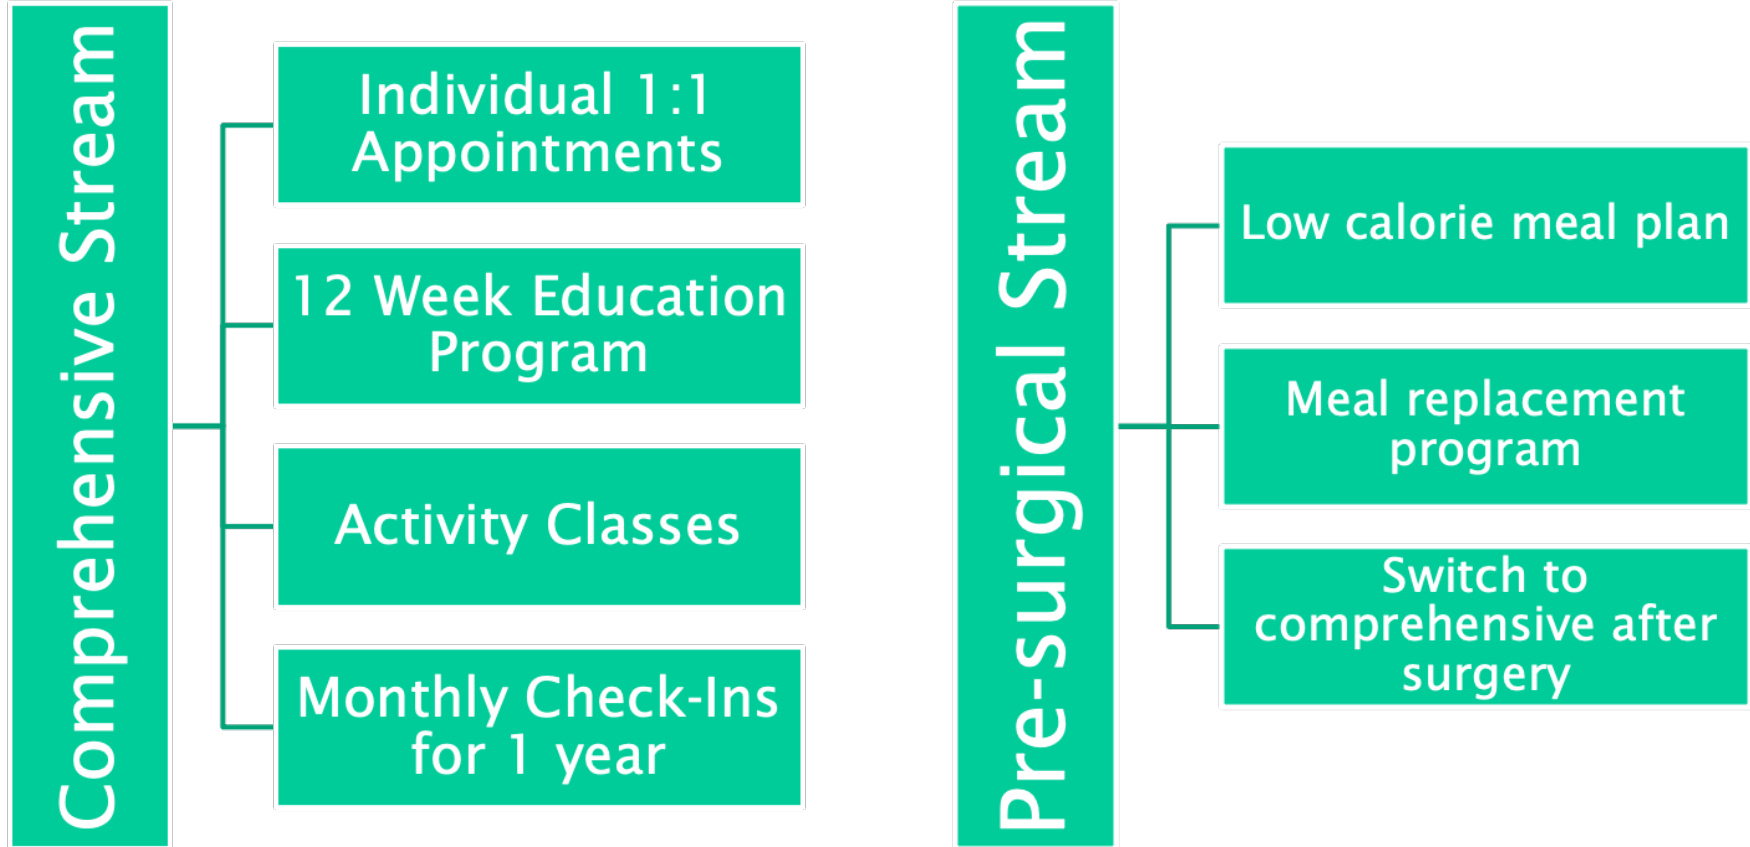 Comprehensive Stream
Individual 1:1
Appointments
12 Week Education
Program
Activity Classes
Monthly Check-Ins
for 1 year
Pre-surgical Stream
Low calorie meal plan
Meal replacement
program
Switch to
comprehensive after
surgery